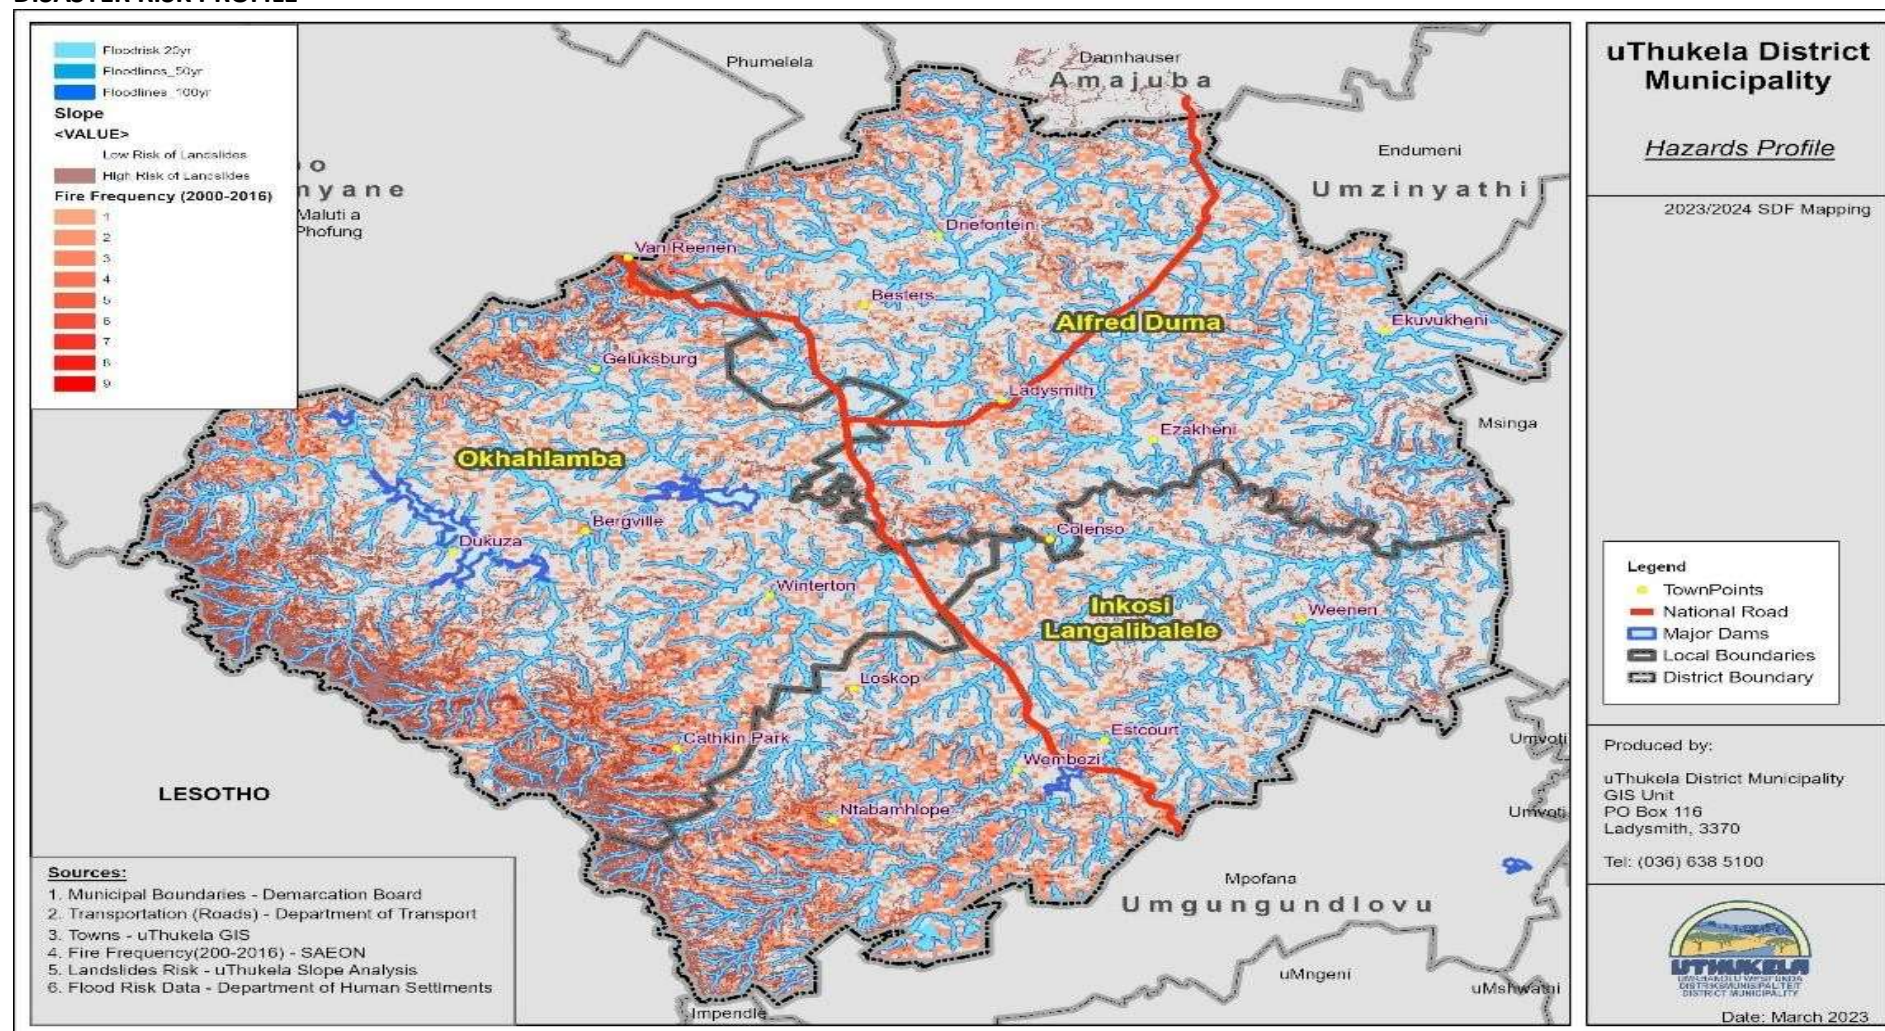 DISASTER RISK PROFILE
Floodrisk 20yr
Floodlines_50yr
Floodlines_100yr
Slope
<VALUE>
Low Risk of Landslides
High Risk of Landslides
Fire Frequency (2000-2016)
1
2
3
4
5
6
7
8
9
o
nyane
Maluti a
Phofung
Phumelela
Dannhauser
Amajuba
Endumeni
Umzinyathi
Van Reenen
Driefontein
Besters
Alfred Duma
Ekuvukheni
Geluksburg
Ladysmith
Ezakheni
Msinga
Okhahlamba
Bergville
Dukuza
Colenso
Winterton
Inkosi
Langalibalele
Weenen
Loskop
Cathkin Park
Estcourt
Wembezi
Ntabamhlope
LESOTHO
Umvoti
Umvoti
Mpofana
Umgungundlovu
uMngeni
uMshwathi
Impendle
Sources:
1. Municipal Boundaries - Demarcation Board
2. Transportation (Roads) - Department of Transport
3. Towns - uThukela GIS
4. Fire Frequency(200-2016) - SAEON
5. Landslides Risk - uThukela Slope Analysis
6. Flood Risk Data - Department of Human Settlments
uThukela District
Municipality
Hazards Profile
2023/2024 SDF Mapping
Legend
TownPoints
National Road
Major Dams
Local Boundaries
District Boundary
Produced by:
uThukela District Municipality
GIS Unit
PO Box 116
Ladysmith, 3370
Tel: (036) 638 5100
UTHUKELA
DISTRICT MUNICIPALITY
Date: March 2023